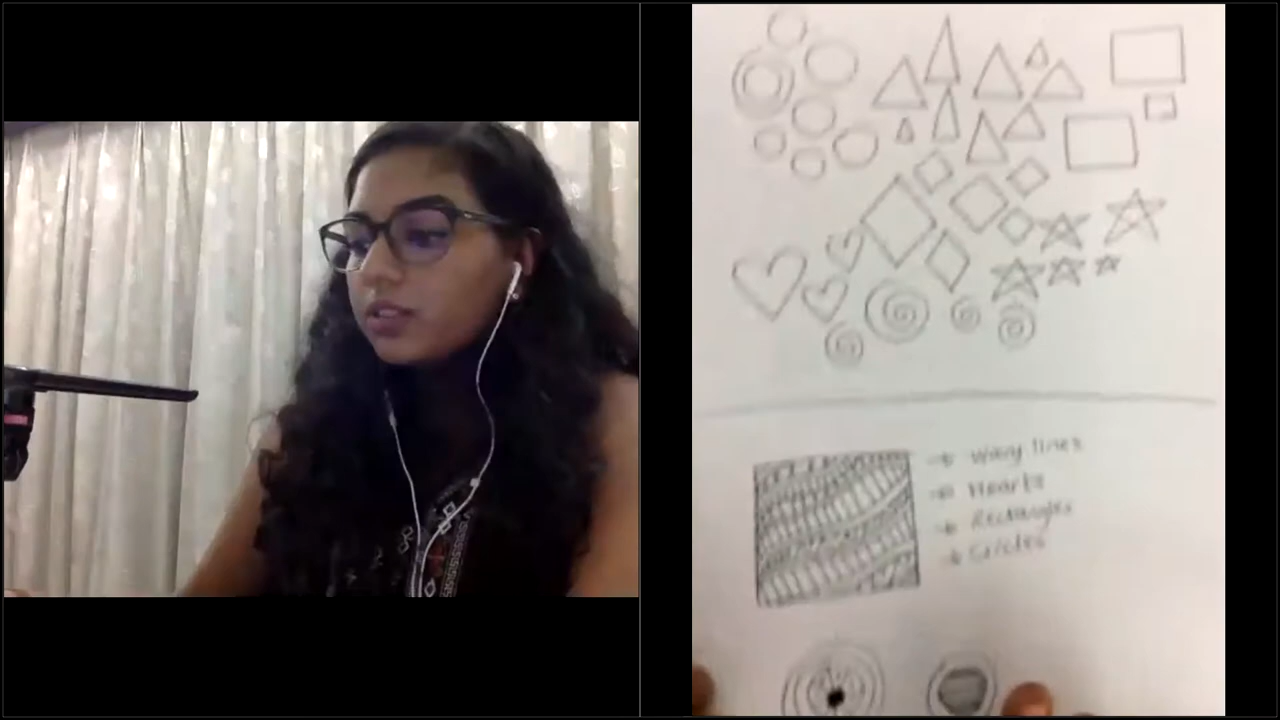 → Wavy lines
→ Hearts
→ Rectangles
→ Circles